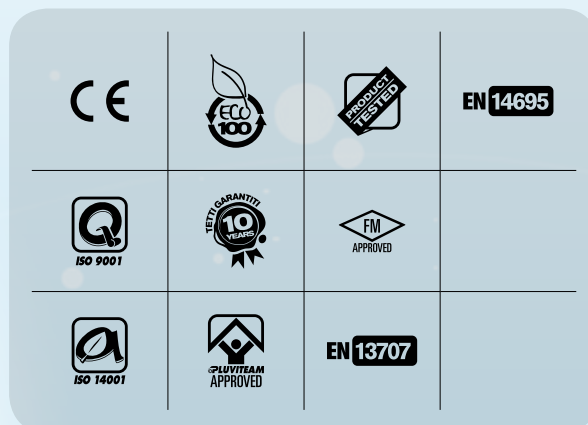 CE
ECO
100
PRODUCT
TESTED
EN 14695
ISO 9001
TETTI GARANTITI
10
YEARS
FM
APPROVED
ISO 14001
PLUVITEAM
APPROVED
EN 13707